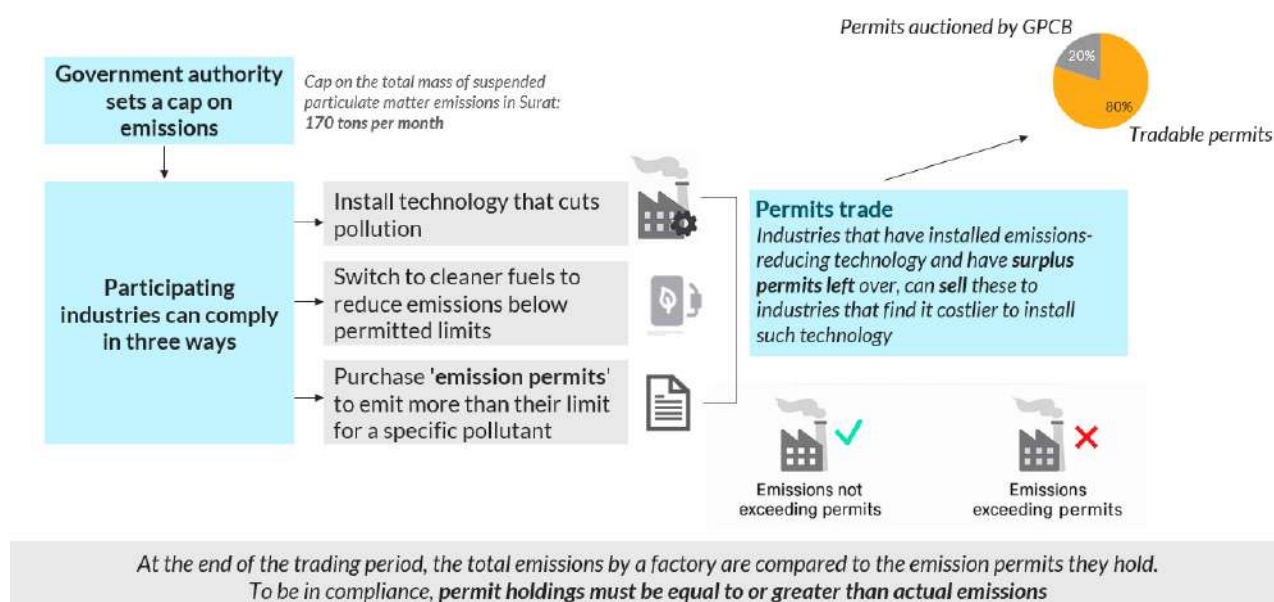 Permits auctioned by GPCB
20%
80%
Tradable permits
Government authority
sets a cap on
emissions
Cap on the total mass of suspended
particulate matter emissions in Surat:
170 tons per month
Participating
industries can comply
in three ways
Install technology that cuts
pollution
Switch to cleaner fuels to
reduce emissions below
permitted limits
Purchase 'emission permits'
to emit more than their limit
for a specific pollutant
Permits trade
Industries that have installed emissions-
reducing technology and have surplus
permits left over, can sell these to
industries that find it costlier to install
such technology
Emissions not
exceeding permits
Emissions
exceeding permits
At the end of the trading period, the total emissions by a factory are compared to the emission permits they hold.
To be in compliance, permit holdings must be equal to or greater than actual emissions